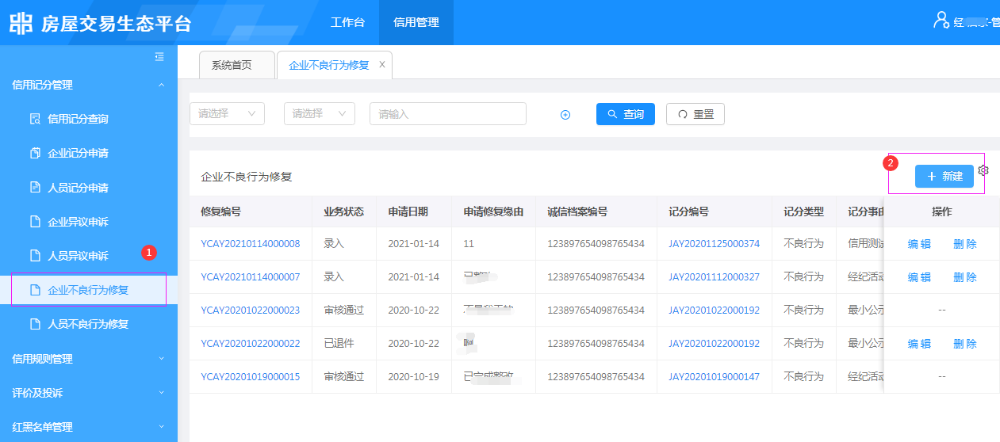 房屋交易生态平台
工作台
信用管理
经
系统首页
企业不良行为修复 X
信用记分管理
信用记分查询
企业记分申请
人员记分申请
企业异议申诉
人员异议申诉
1
企业不良行为修复
人员不良行为修复
信用规则管理
评价及投诉
红黑名单管理
请选择 请选择 请输入 查询 重置
企业不良行为修复
2
+ 新建
修复编号 业务状态 申请日期 申请修复缘由 诚信档案编号 记分编号 记分类型 记分事由 操作
YCAY20210114000008 录入 2021-01-14 11 123897654098765434 JAY20201125000374 不良行为 信用测试 编辑 删除
YCAY20210114000007 录入 2021-01-14 123897654098765434 JAY20201112000327 不良行为 经纪活动 编辑 删除
YCAY20201022000023 审核通过 2020-10-22 123897654098765434 JAY20201022000192 不良行为 最小公示 --
YCAY20201022000022 已退件 2020-10-22 123897654098765434 JAY20201022000192 不良行为 最小公示 编辑 删除
YCAY20201019000015 审核通过 2020-10-19 已完成整改 123897654098765434 JAY20201019000147 不良行为 经纪活动 --